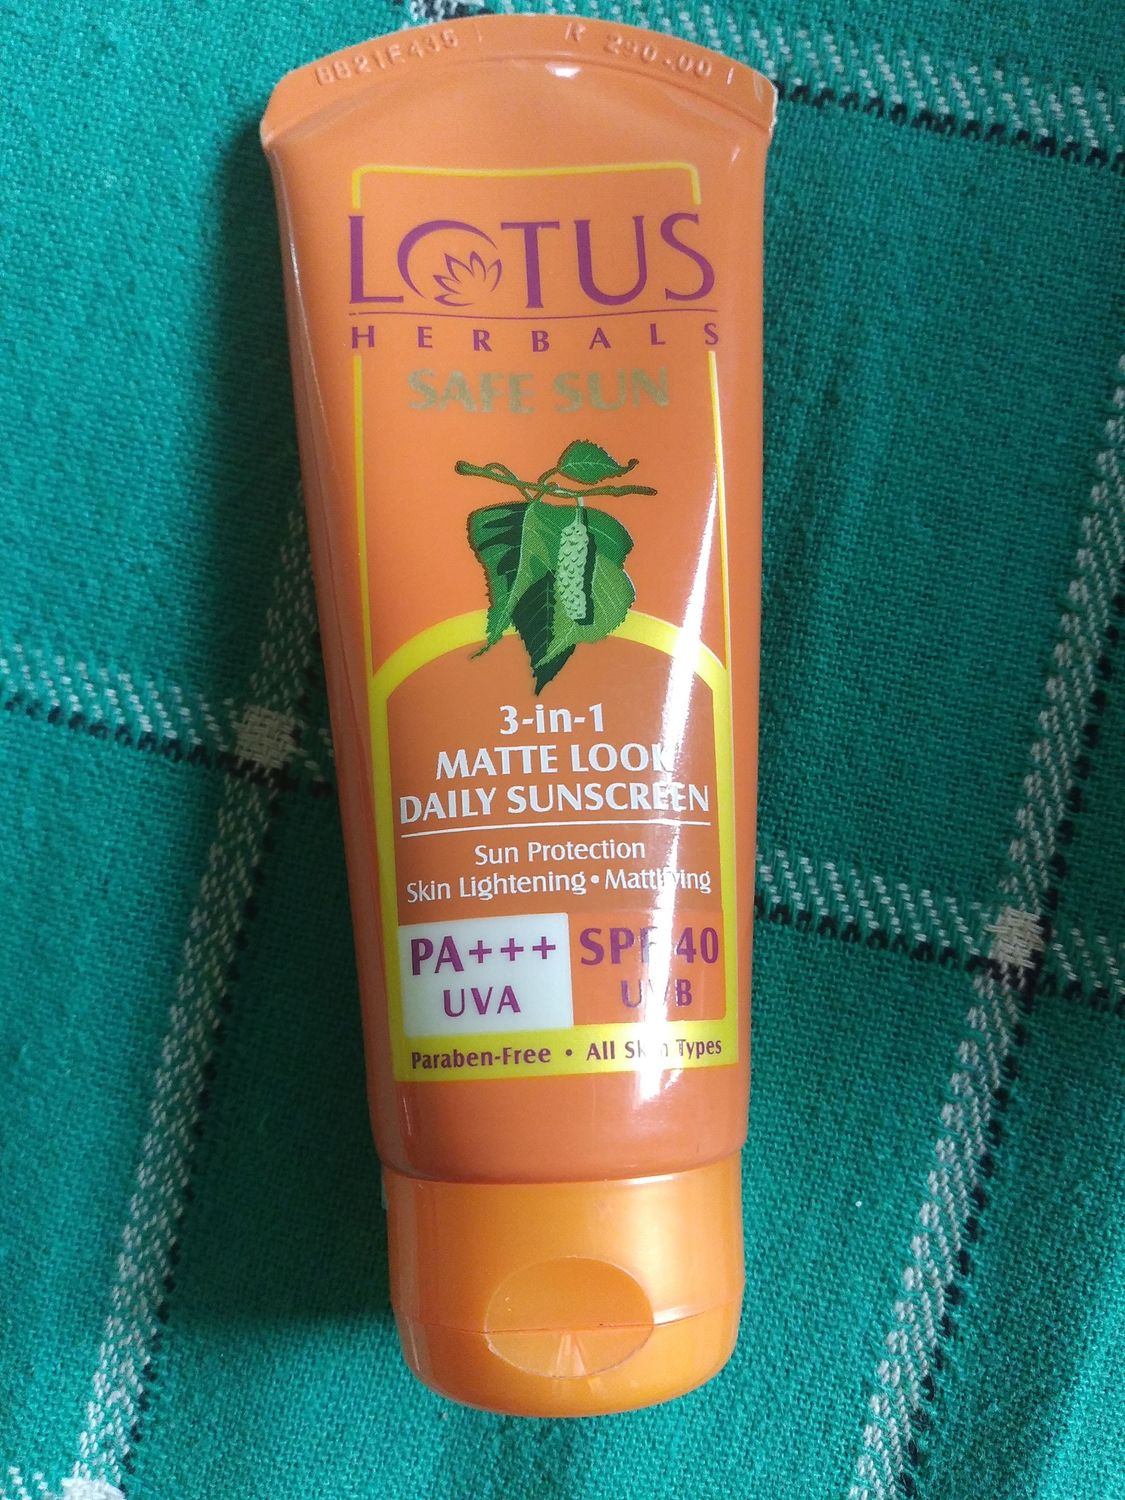 LOTUS
HERBALS
SAFE SUN
3-in-1
MATTE LOOK
DAILY SUNSCREEN
Sun Protection
Skin Lightening • Mattifying
PA+++ SPF 40
UVA UVB
Paraben-Free • All Skin Types